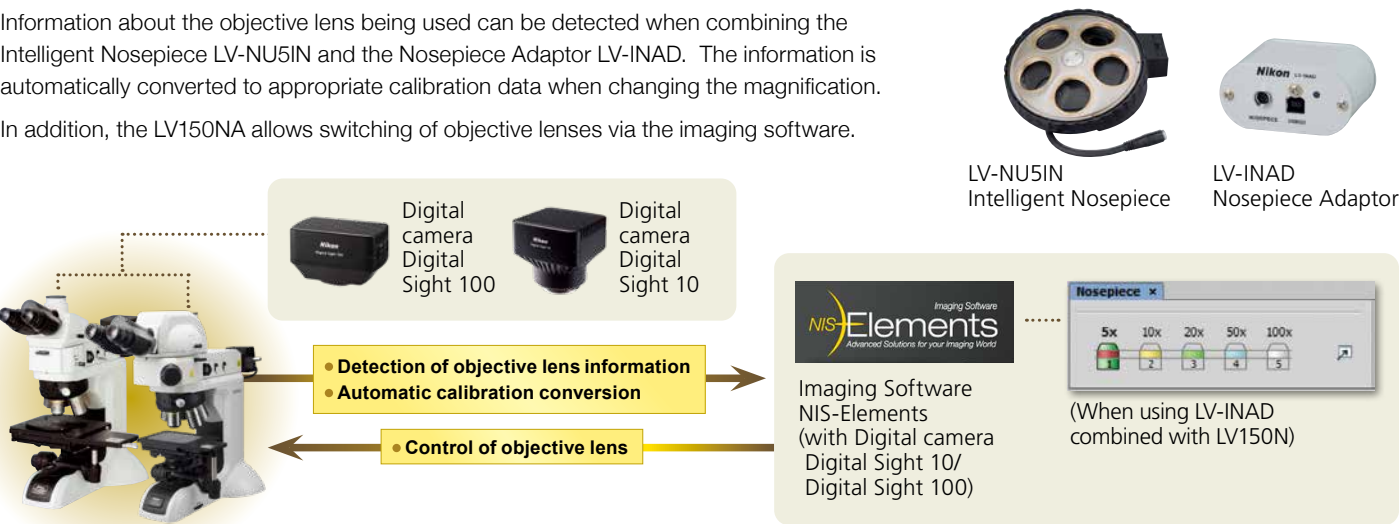 Information about the objective lens being used can be detected when combining the
Intelligent Nosepiece LV-NU5IN and the Nosepiece Adaptor LV-INAD.  The information is
automatically converted to appropriate calibration data when changing the magnification.
In addition, the LV150NA allows switching of objective lenses via the imaging software.
Nikon LV-INAD
NOSEPIECE
LV-NU5IN
Intelligent Nosepiece
LV-INAD
Nosepiece Adaptor
Nikon
Digital
camera
Digital
Sight 100
Nikon
Digital
camera
Digital
Sight 10
• Detection of objective lens information
• Automatic calibration conversion
• Control of objective lens
Imaging Software
NIS-Elements
Advanced Solutions for your Imaging World
Imaging Software
NIS-Elements
(with Digital camera
Digital Sight 10/
Digital Sight 100)
Nosepiece ×
5x 10x 20x 50x 100x
1 2 3 4 5
(When using LV-INAD
combined with LV150N)